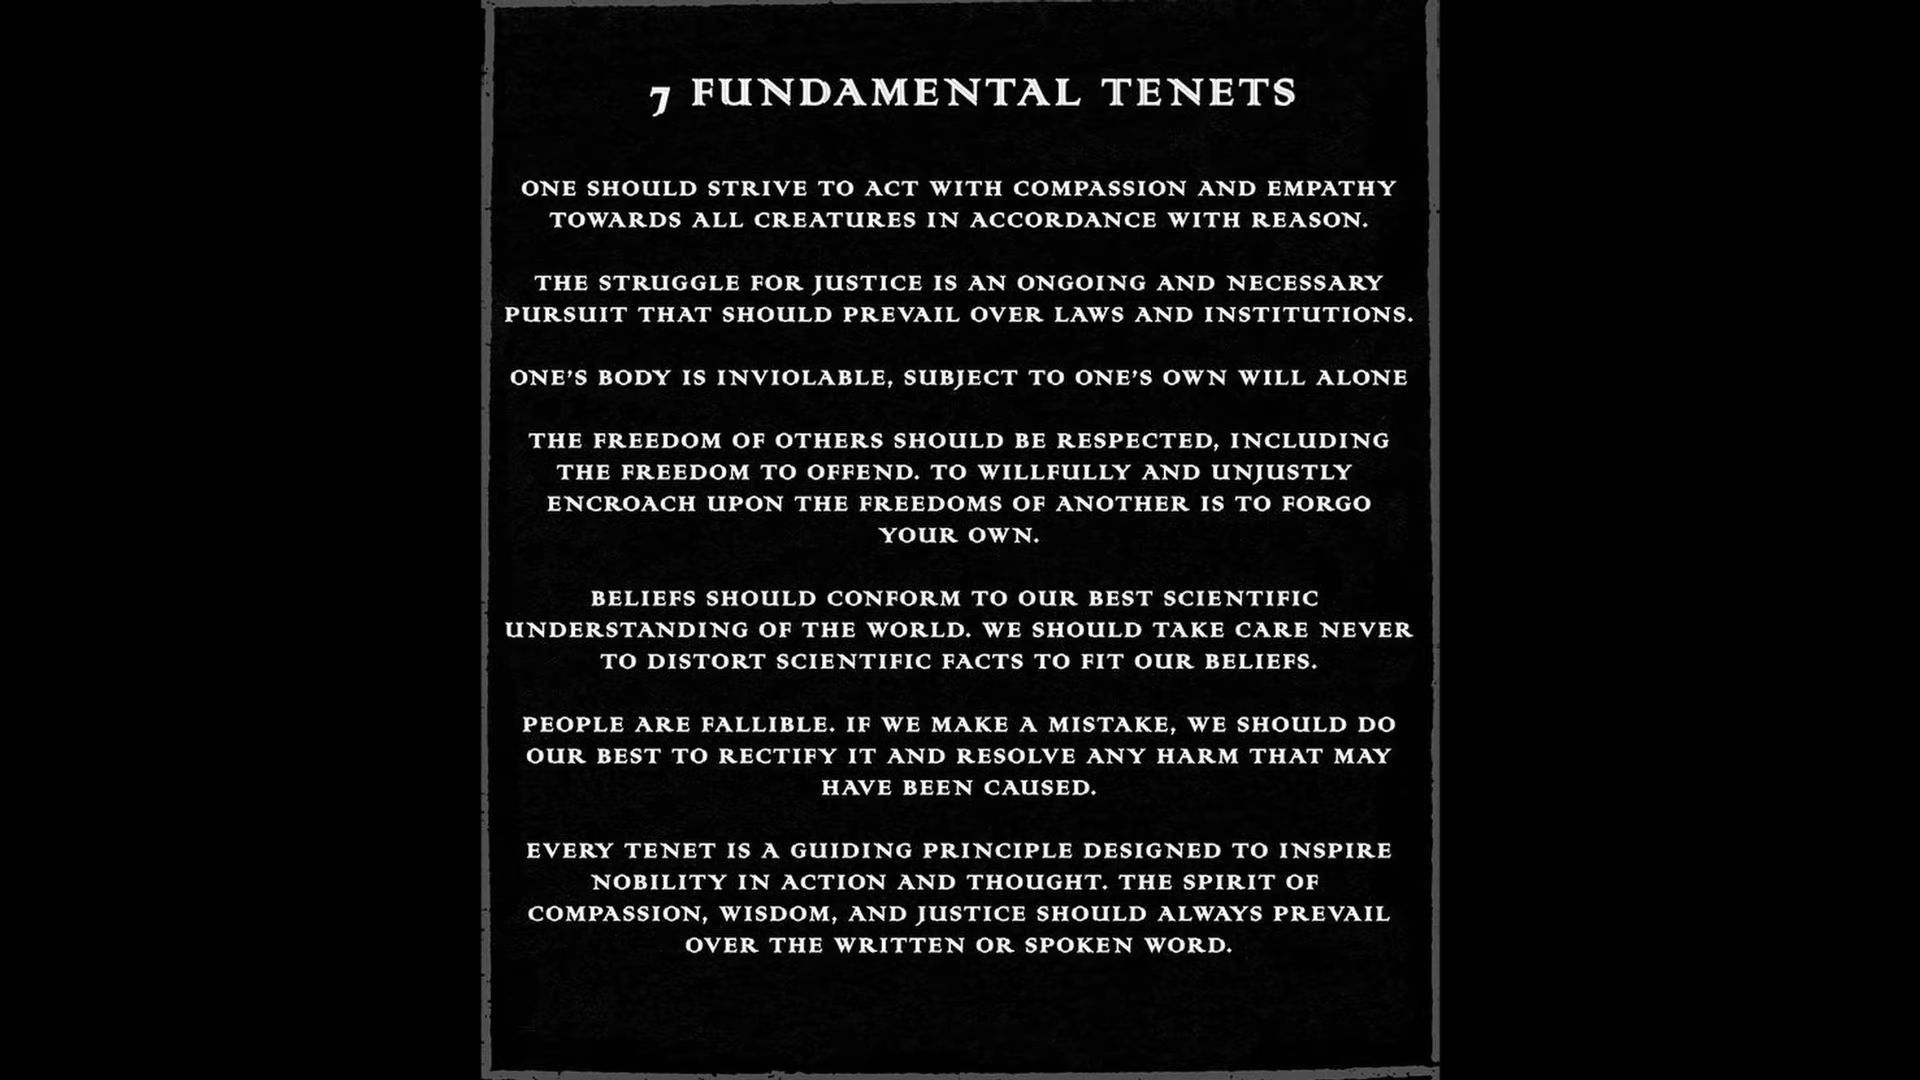 7 FUNDAMENTAL TENETS
ONE SHOULD STRIVE TO ACT WITH COMPASSION AND EMPATHY
TOWARDS ALL CREATURES IN ACCORDANCE WITH REASON.
THE STRUGGLE FOR JUSTICE IS AN ONGOING AND NECESSARY
PURSUIT THAT SHOULD PREVAIL OVER LAWS AND INSTITUTIONS.
ONE'S BODY IS INVIOLABLE, SUBJECT TO ONE'S OWN WILL ALONE
THE FREEDOM OF OTHERS SHOULD BE RESPECTED, INCLUDING
THE FREEDOM TO OFFEND. TO WILLFULLY AND UNJUSTLY
ENCROACH UPON THE FREEDOMS OF ANOTHER IS TO FORGO
YOUR OWN.
BELIEFS SHOULD CONFORM TO OUR BEST SCIENTIFIC
UNDERSTANDING OF THE WORLD. WE SHOULD TAKE CARE NEVER
TO DISTORT SCIENTIFIC FACTS TO FIT OUR BELIEFS.
PEOPLE ARE FALLIBLE. IF WE MAKE A MISTAKE, WE SHOULD DO
OUR BEST TO RECTIFY IT AND RESOLVE ANY HARM THAT MAY
HAVE BEEN CAUSED.
EVERY TENET IS A GUIDING PRINCIPLE DESIGNED TO INSPIRE
NOBILITY IN ACTION AND THOUGHT. THE SPIRIT OF
COMPASSION, WISDOM, AND JUSTICE SHOULD ALWAYS PREVAIL
OVER THE WRITTEN OR SPOKEN WORD.